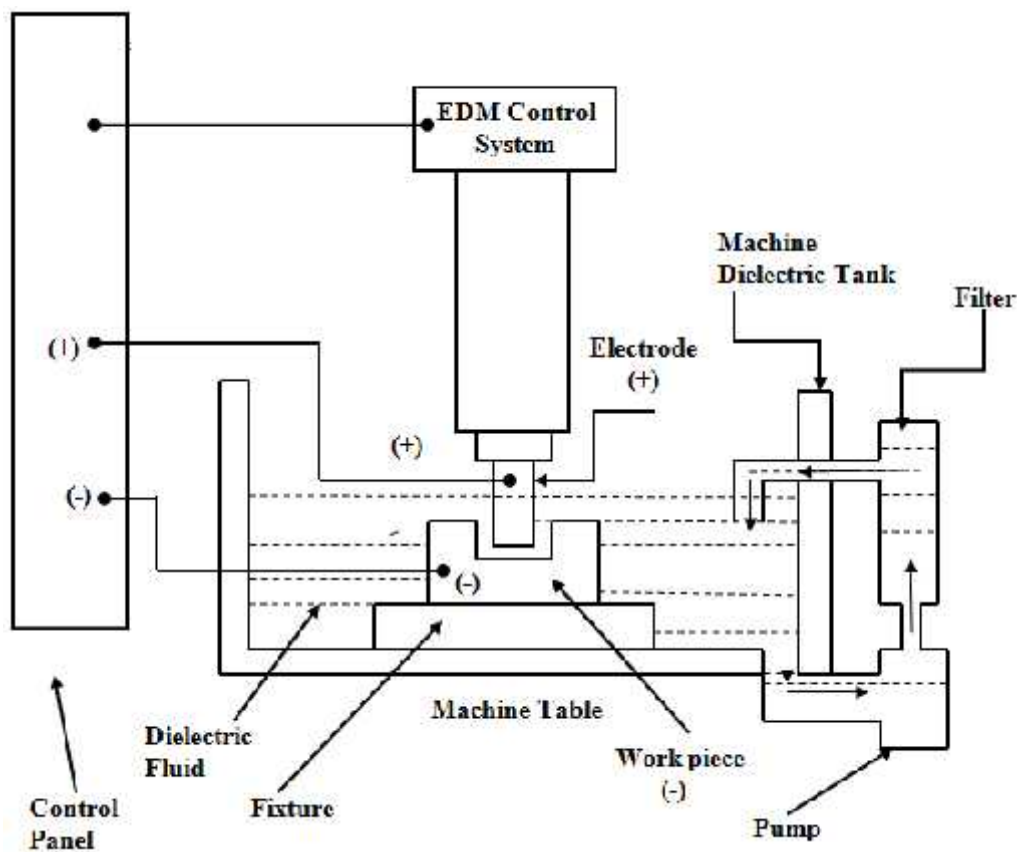 EDM Control
System
Machine
Dielectric Tank
Filter
(+)
Electrode
(+)
(+)
(-)
(-)
Machine Table
Dielectric
Fluid
Work piece
(-)
Fixture
Control
Panel
Pump